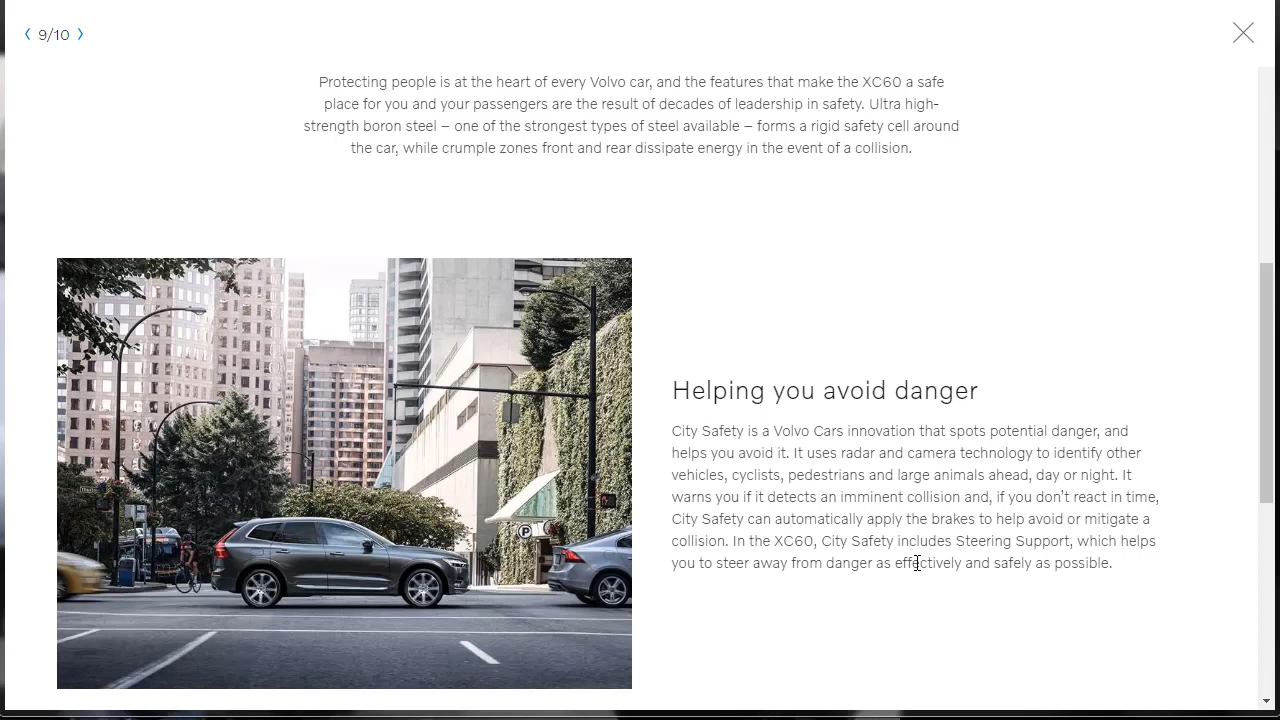 9/10
Protecting people is at the heart of every Volvo car, and the features that make the XC60 a safe
place for you and your passengers are the result of decades of leadership in safety. Ultra high-
strength boron steel – one of the strongest types of steel available – forms a rigid safety cell around
the car, while crumple zones front and rear dissipate energy in the event of a collision.
Helping you avoid danger
City Safety is a Volvo Cars innovation that spots potential danger, and
helps you avoid it. It uses radar and camera technology to identify other
vehicles, cyclists, pedestrians and large animals ahead, day or night. It
warns you if it detects an imminent collision and, if you don't react in time,
City Safety can automatically apply the brakes to help avoid or mitigate a
collision. In the XC60, City Safety includes Steering Support, which helps
you to steer away from danger as effectively and safely as possible.
P